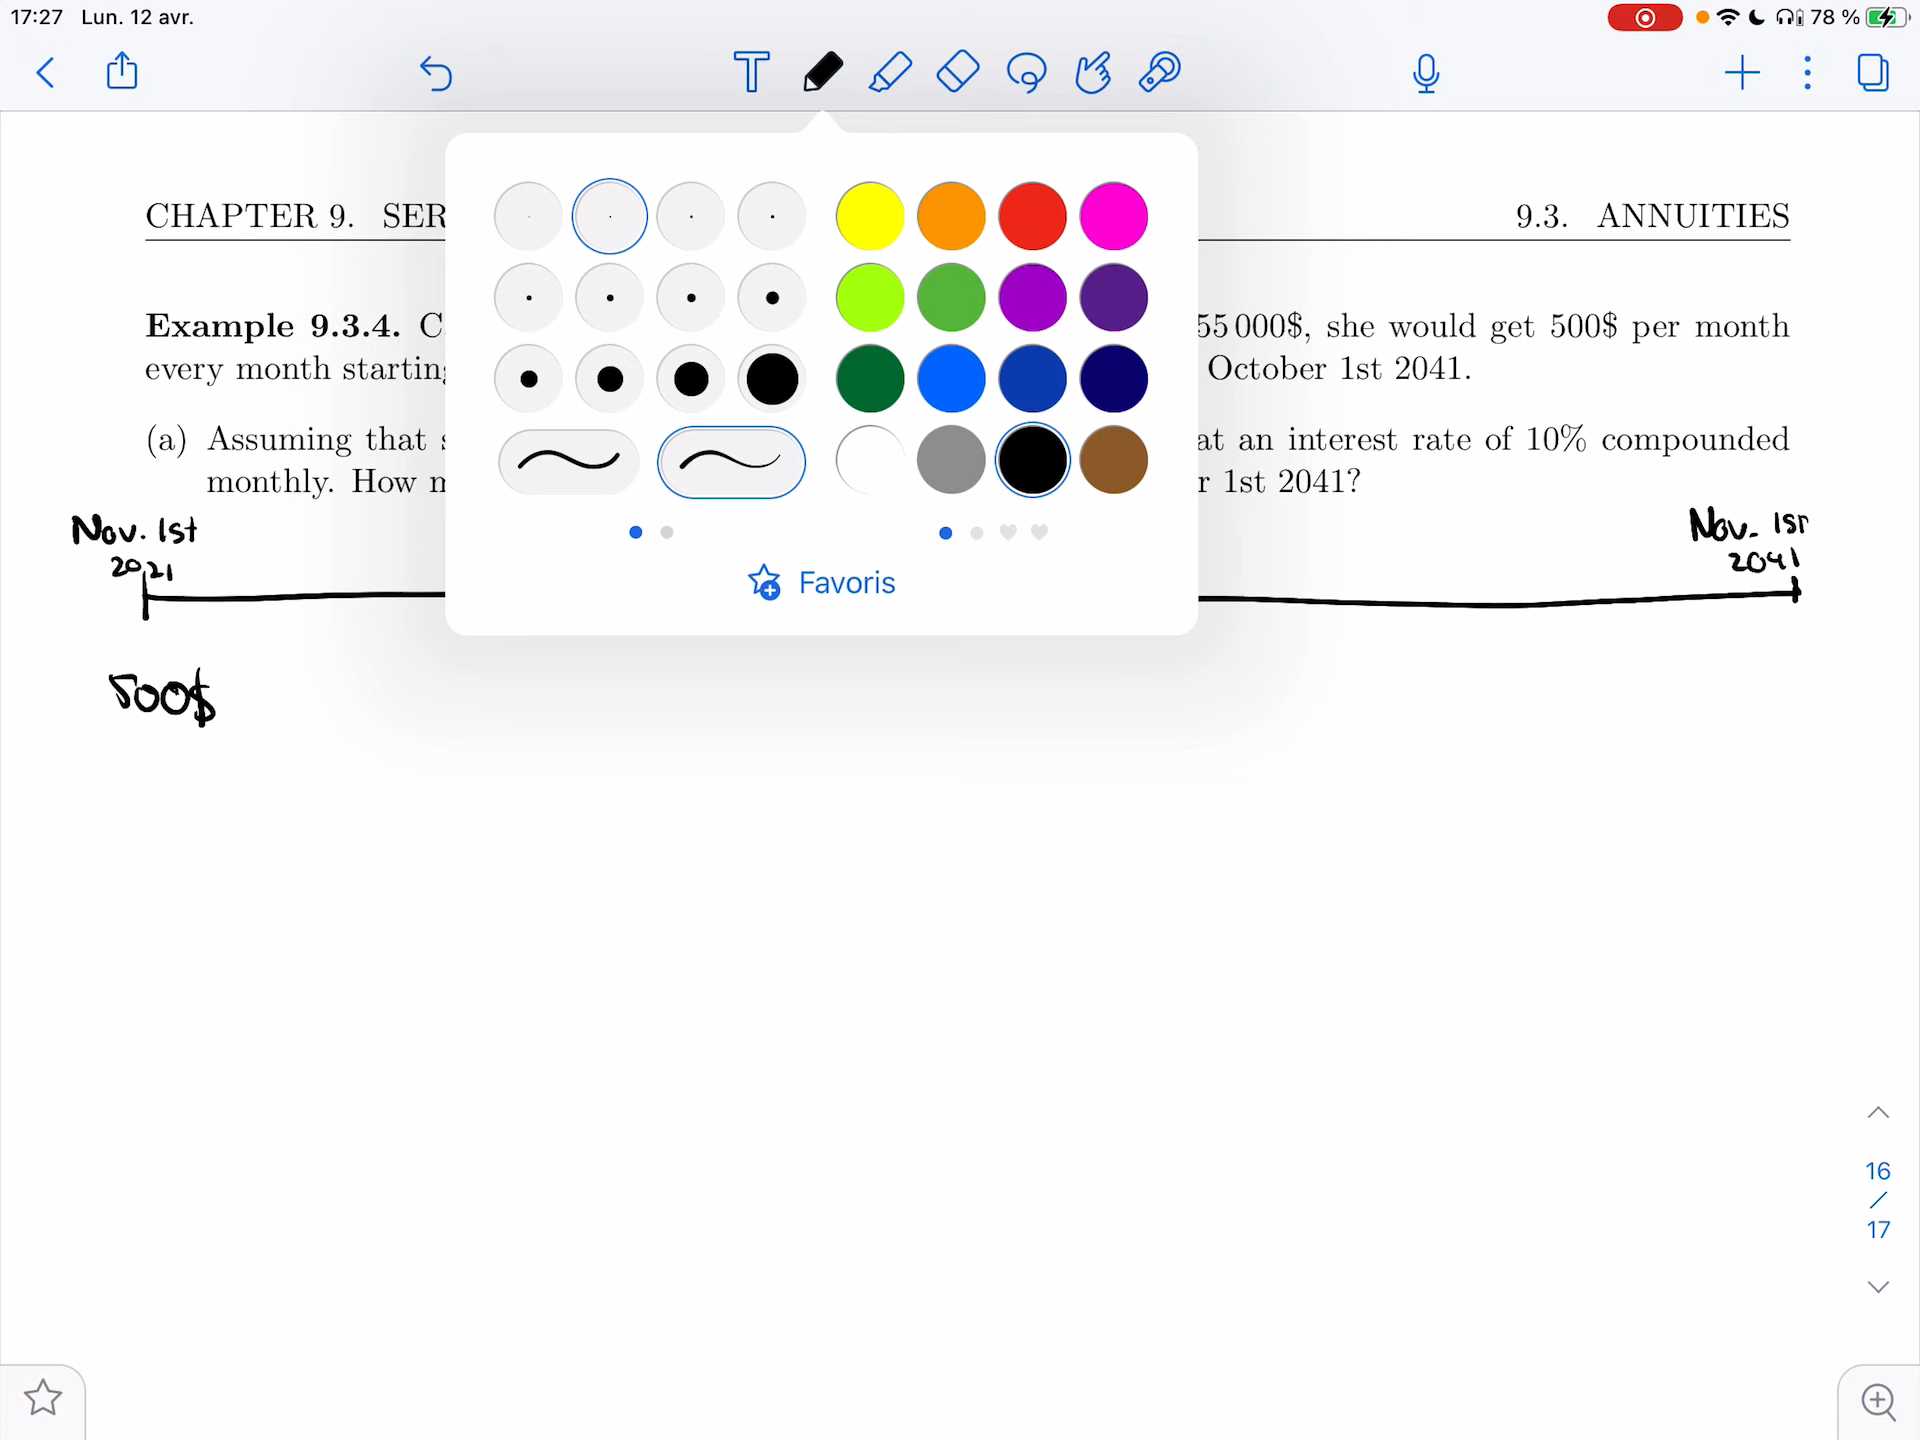 17:27 Lun. 12 avr.
78 %
T
CHAPTER 9. SER
9.3. ANNUITIES
Example 9.3.4. C
55 000$, she would get 500$ per month
every month starting
October 1st 2041.
(a) Assuming that s
at an interest rate of 10% compounded
monthly. How m
r 1st 2041?
Nov. 1st
2021
Nov. 1st
2041
Favoris
500$
16
/
17